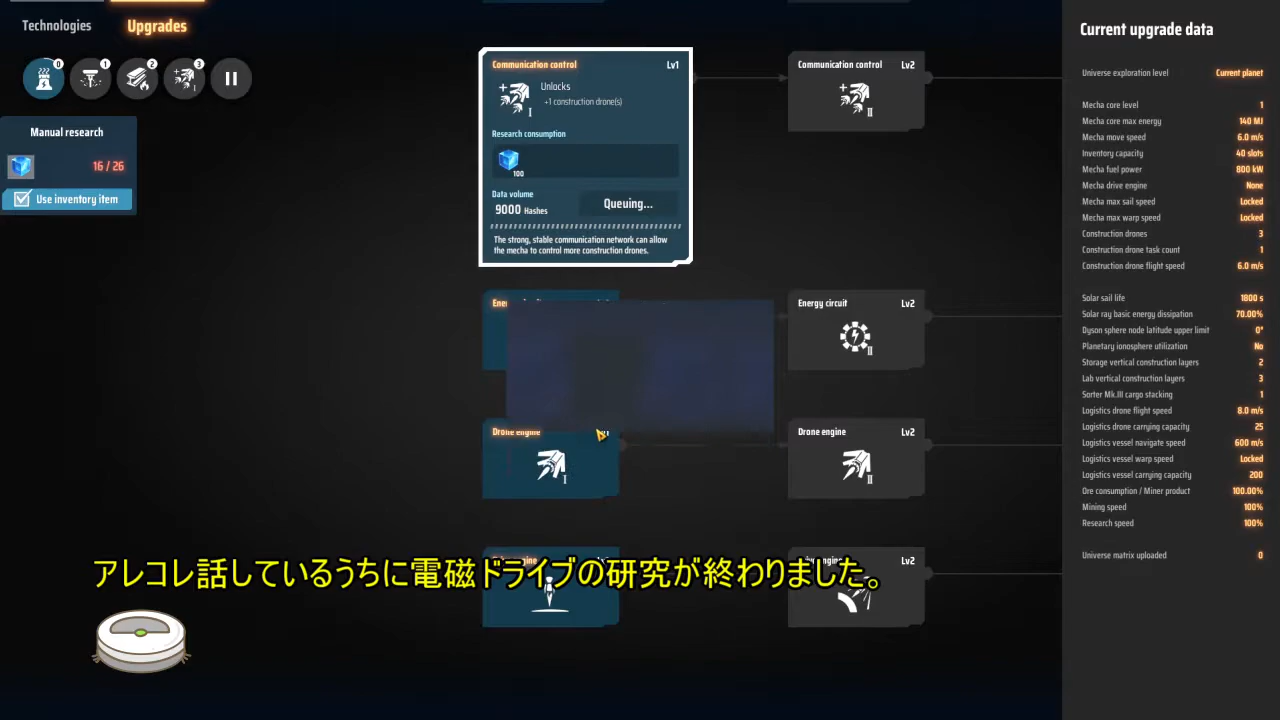 Technologies
Upgrades
0
1
2
3
Manual research
16 / 26
Use inventory item
Communication control Lv1
Unlocks
+1 construction drone(s)
I
Research consumption
100
Data volume
9000 Hashes
Queuing...
The strong, stable communication network can allow
the mecha to control more construction drones.
Communication control Lv2
II
Energy circuit Lv2
II
Drone engine
I
Drone engine Lv2
II
Lv2
アレコレ話しているうちに電磁ドライブの研究が終わりました。
Current upgrade data
Universe exploration level Current planet
Mecha core level 1
Mecha core max energy 140 MJ
Mecha move speed 6.0 m/s
Inventory capacity 40 slots
Mecha fuel power 800 kW
Mecha drive engine None
Mecha max sail speed Locked
Mecha max warp speed Locked
Construction drones 3
Construction drone task count 1
Construction drone flight speed 6.0 m/s
Solar sail life 1800 s
Solar ray basic energy dissipation 70.00%
Dyson sphere node latitude upper limit 0°
Planetary ionosphere utilization No
Storage vertical construction layers 2
Lab vertical construction layers 3
Sorter Mk.III cargo stacking 1
Logistics drone flight speed 8.0 m/s
Logistics drone carrying capacity 25
Logistics vessel navigate speed 600 m/s
Logistics vessel warp speed Locked
Logistics vessel carrying capacity 200
Ore consumption / Miner product 100.00%
Mining speed 100%
Research speed 100%
Universe matrix uploaded 0